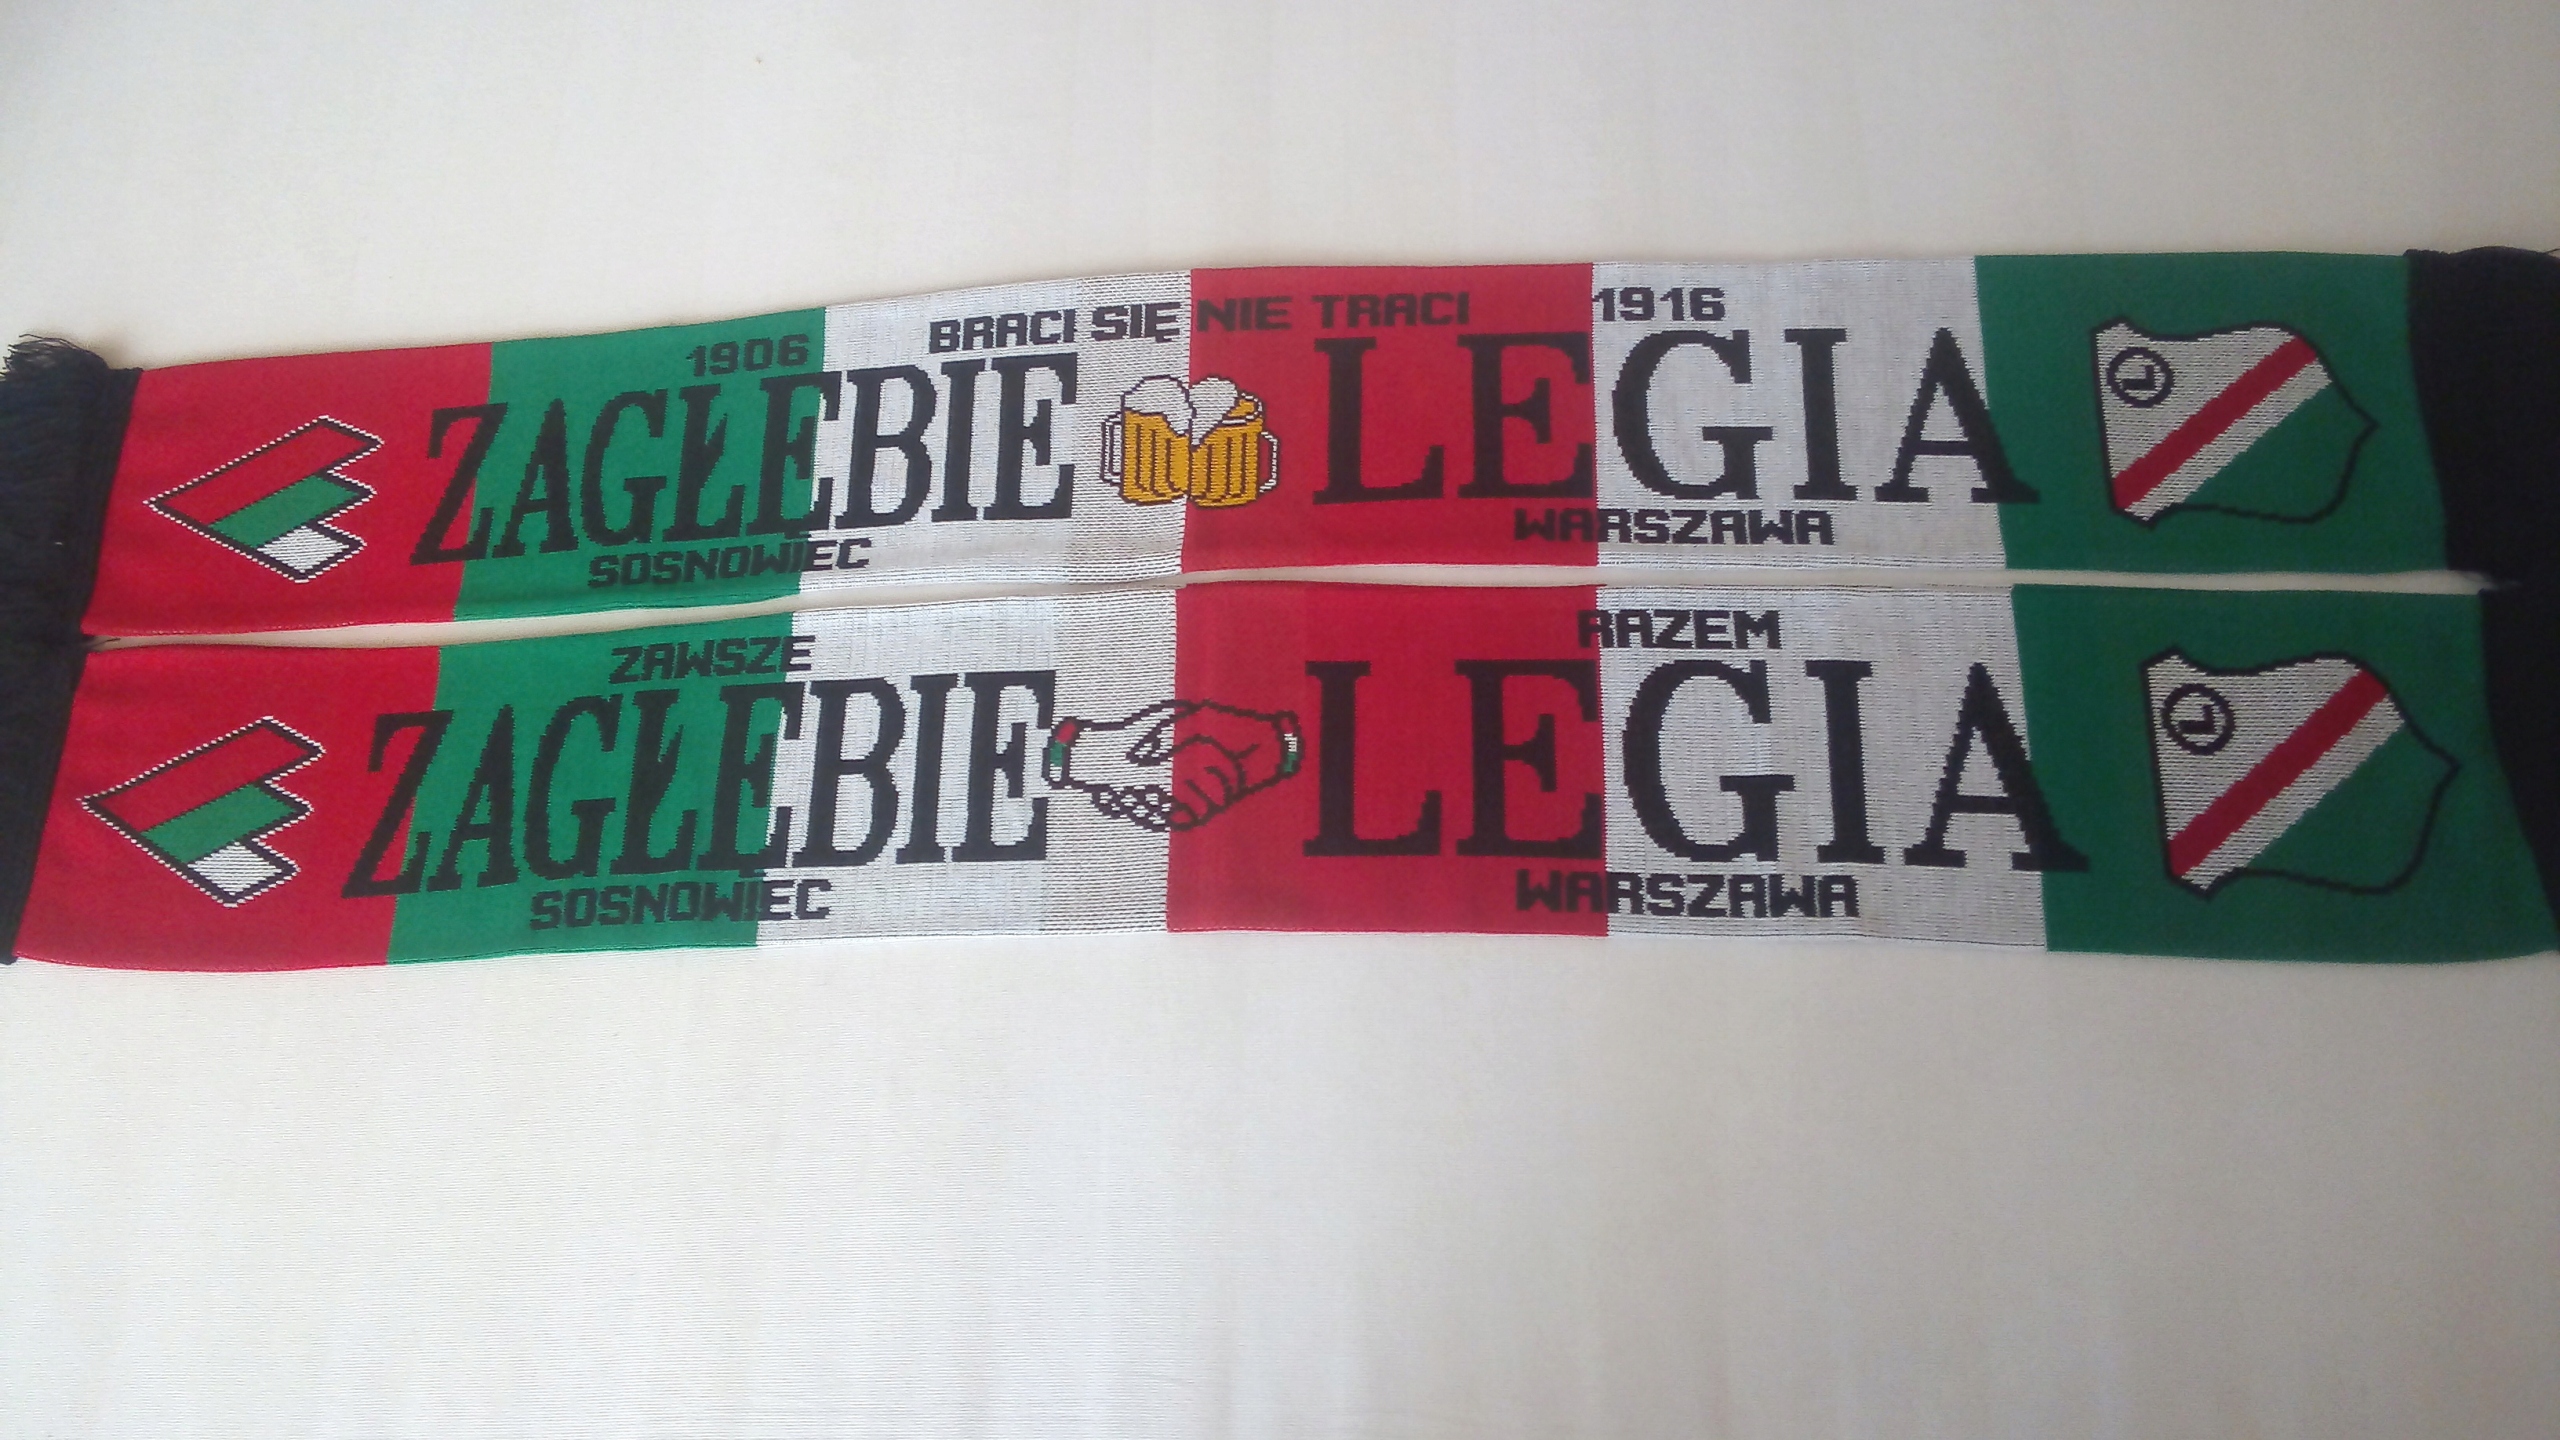 1906 BRACI SIĘ NIE TRACI 1916
ZAGŁĘBIE LEGIA
SOSNOWIEC WARSZAWA
L
ZAWSZE RAZEM
ZAGŁĘBIE LEGIA
SOSNOWIEC WARSZAWA
L